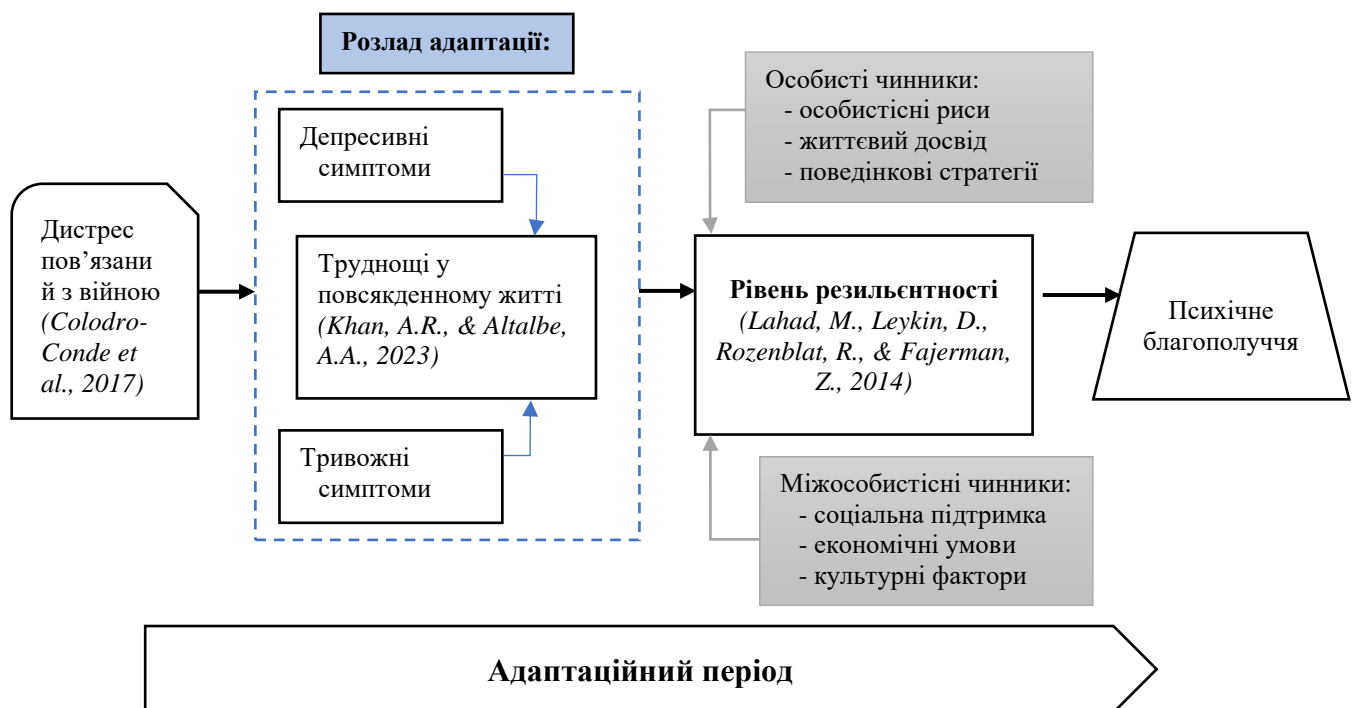 Розлад адаптації:
Депресивні
симптоми
Дистрес
пов’язани
й з війною
(Colodro-
Conde et
al., 2017)
Труднощі у
повсякденному житті
(Khan, A.R., & Altalbe,
A.A., 2023)
Тривожні
симптоми
Особисті чинники:
- особистісні риси
- життєвий досвід
- поведінкові стратегії
Рівень резильєнтності
(Lahad, M., Leykin, D.,
Rozenblat, R., & Fajerman,
Z., 2014)
Міжособистісні чинники:
- соціальна підтримка
- економічні умови
- культурні фактори
Психічне
благополуччя
Адаптаційний період